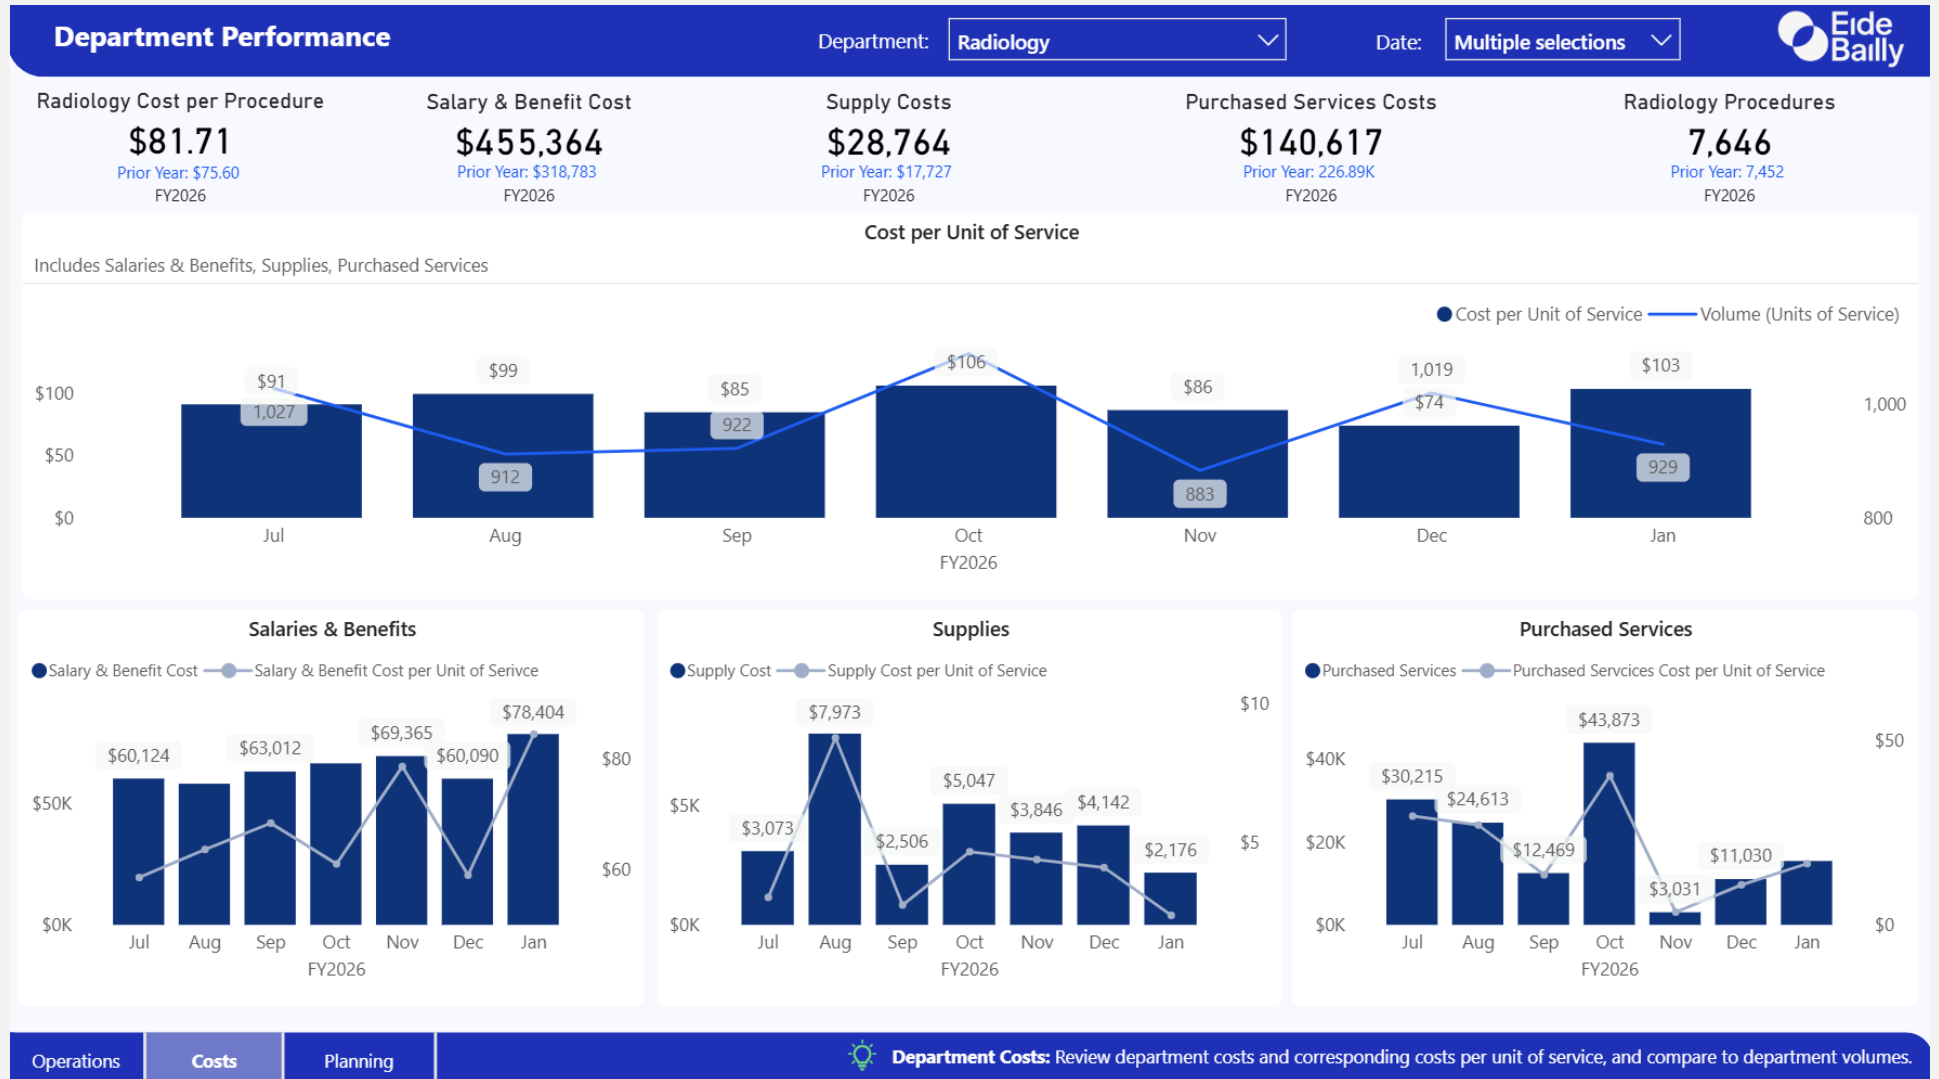 Department Performance
Department:
Radiology
Date:
Multiple selections
Eide
Bailly
Radiology Cost per Procedure
$81.71
Prior Year: $75.60
FY2026
Salary & Benefit Cost
$455,364
Prior Year: $318,783
FY2026
Supply Costs
$28,764
Prior Year: $17,727
FY2026
Purchased Services Costs
$140,617
Prior Year: 226.89K
FY2026
Radiology Procedures
7,646
Prior Year: 7,452
FY2026
Cost per Unit of Service
Includes Salaries & Benefits, Supplies, Purchased Services
Cost per Unit of Service
Volume (Units of Service)
$100
$50
$0
$91
1,027
$99
912
$85
922
$106
$86
883
1,019
$74
$103
929
1,000
800
Jul
Aug
Sep
Oct
Nov
Dec
Jan
FY2026
Salaries & Benefits
Salary & Benefit Cost
Salary & Benefit Cost per Unit of Serivce
$50K
$0K
$60,124
$63,012
$69,365
$60,090
$78,404
$80
$60
Jul
Aug
Sep
Oct
Nov
Dec
Jan
FY2026
Supplies
Supply Cost
Supply Cost per Unit of Service
$5K
$0K
$3,073
$7,973
$2,506
$5,047
$3,846
$4,142
$2,176
$10
$5
Jul
Aug
Sep
Oct
Nov
Dec
Jan
FY2026
Purchased Services
Purchased Services
Purchased Servcices Cost per Unit of Service
$40K
$20K
$0K
$30,215
$24,613
$12,469
$43,873
$3,031
$11,030
$50
$0
Jul
Aug
Sep
Oct
Nov
Dec
Jan
FY2026
Operations
Costs
Planning
Department Costs: Review department costs and corresponding costs per unit of service, and compare to department volumes.